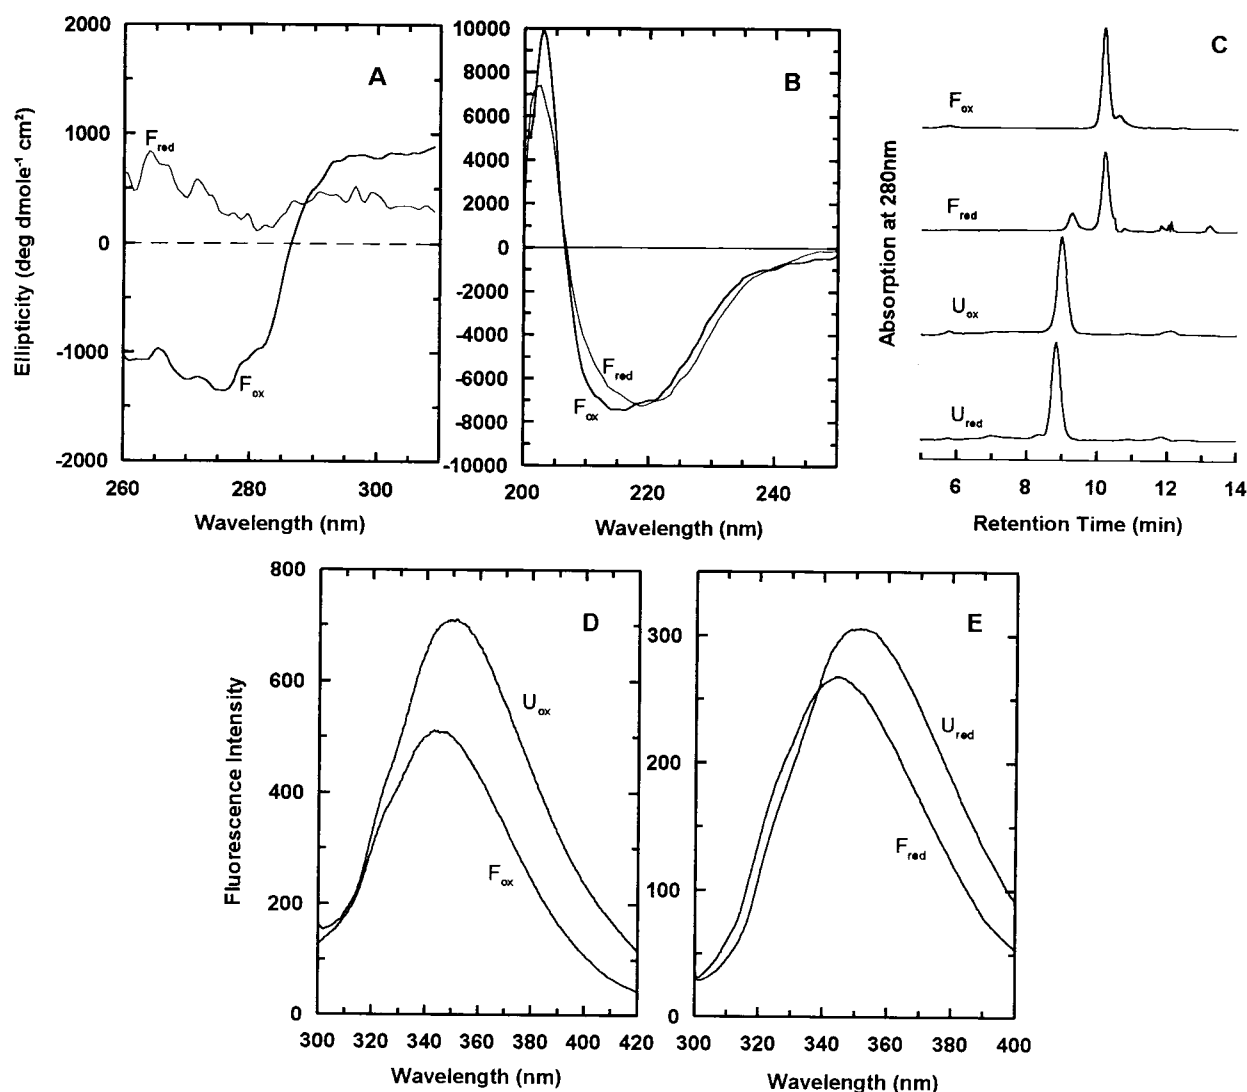 A
2000
1000
0
-1000
-2000
Ellipticity (deg dmole⁻¹ cm²)
F_red
F_ox
260 280 300
Wavelength (nm)
B
10000
8000
6000
4000
2000
0
-2000
-4000
-6000
-8000
-10000
F_red
F_ox
200 220 240
Wavelength (nm)
C
Absorption at 280nm
F_ox
F_red
U_ox
U_red
6 8 10 12 14
Retention Time (min)
D
800
600
400
200
0
Fluorescence Intensity
U_ox
F_ox
300 320 340 360 380 400 420
Wavelength (nm)
E
300
200
100
0
U_red
F_red
300 320 340 360 380 400
Wavelength (nm)